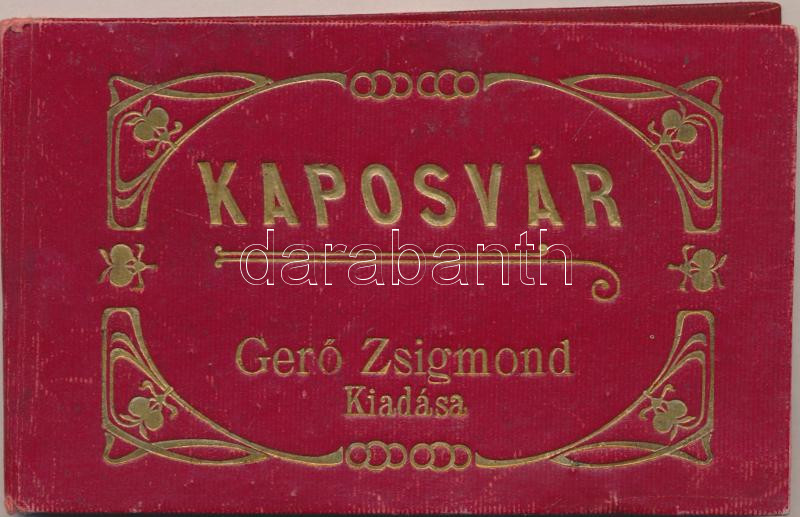 KAPOSVÁR
darabanth
Gerő Zsigmond
Kiadása